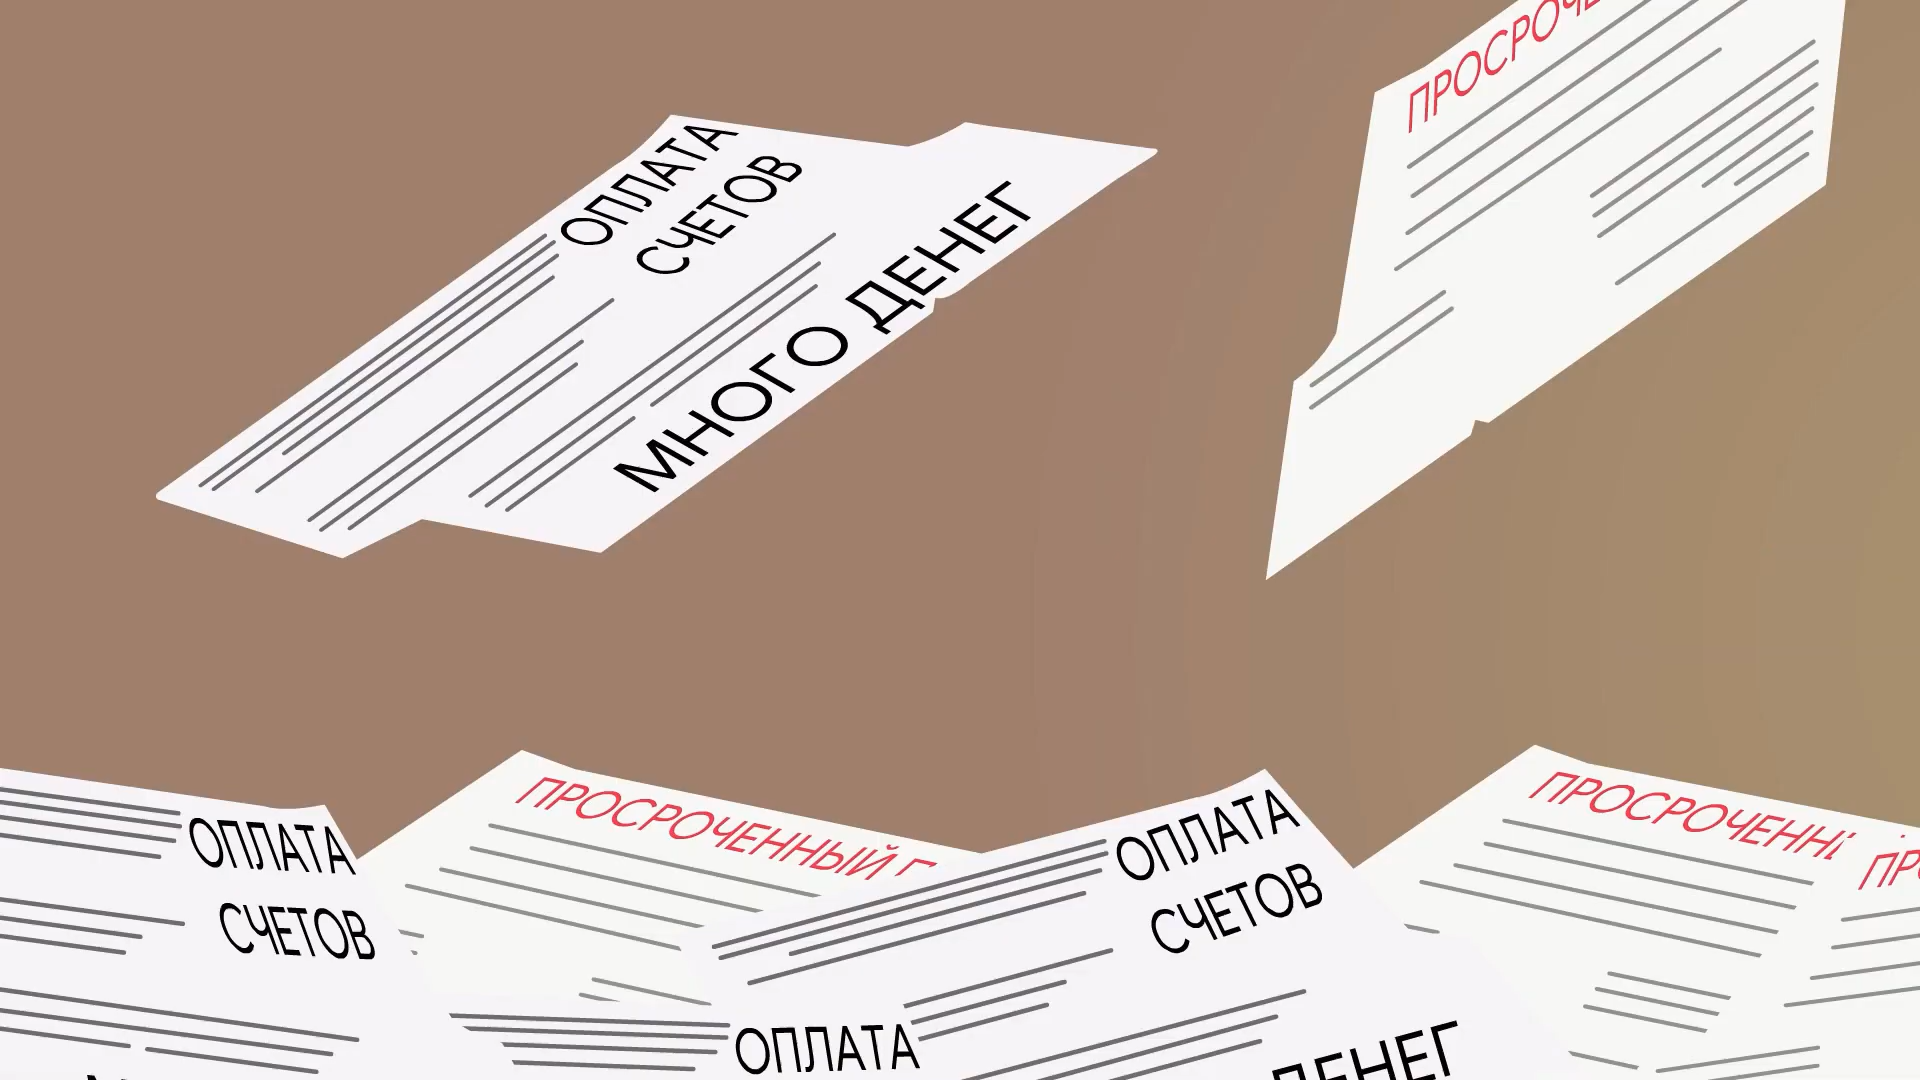 ОПЛАТА
СЧЕТОВ
МНОГО ДЕНЕГ
ОПЛАТА
СЧЕТОВ
ПРОСРОЧЕННЫЙ
ОПЛАТА
СЧЕТОВ
ДЕНЕГ
ОПЛАТА